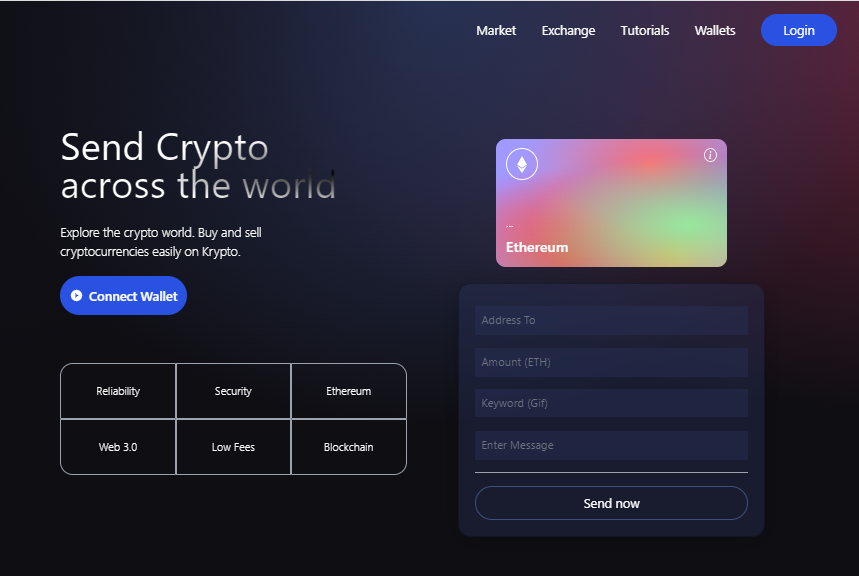 Market Exchange Tutorials Wallets Login
Send Crypto
across the world
Explore the crypto world. Buy and sell
cryptocurrencies easily on Krypto.
Connect Wallet
Reliability Security Ethereum
Web 3.0 Low Fees Blockchain
i
...
Ethereum
Address To
Amount (ETH)
Keyword (Gif)
Enter Message
Send now